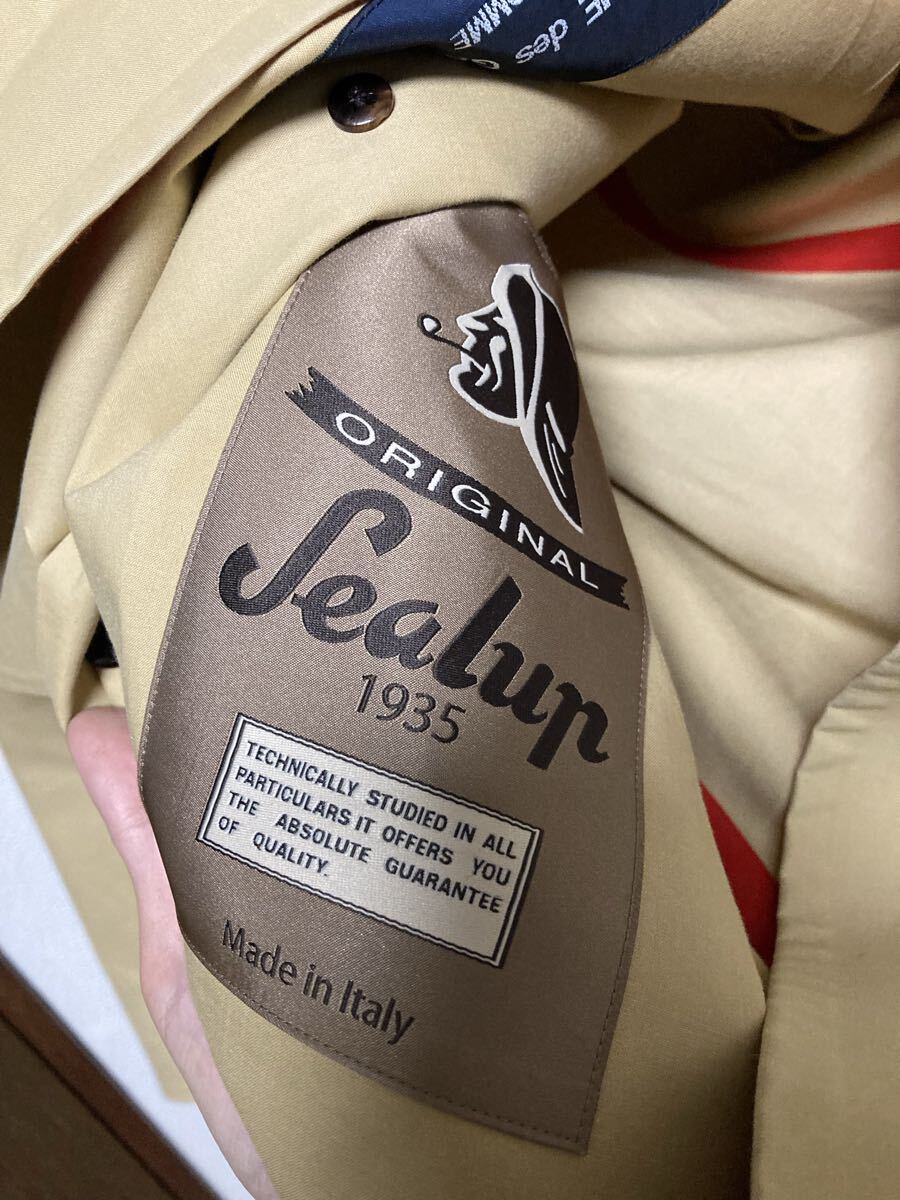 des
ORIGINAL
Sealup
1935
TECHNICALLY STUDIED IN ALL
PARTICULARS IT OFFERS YOU
THE ABSOLUTE GUARANTEE
OF QUALITY.
Made in Italy